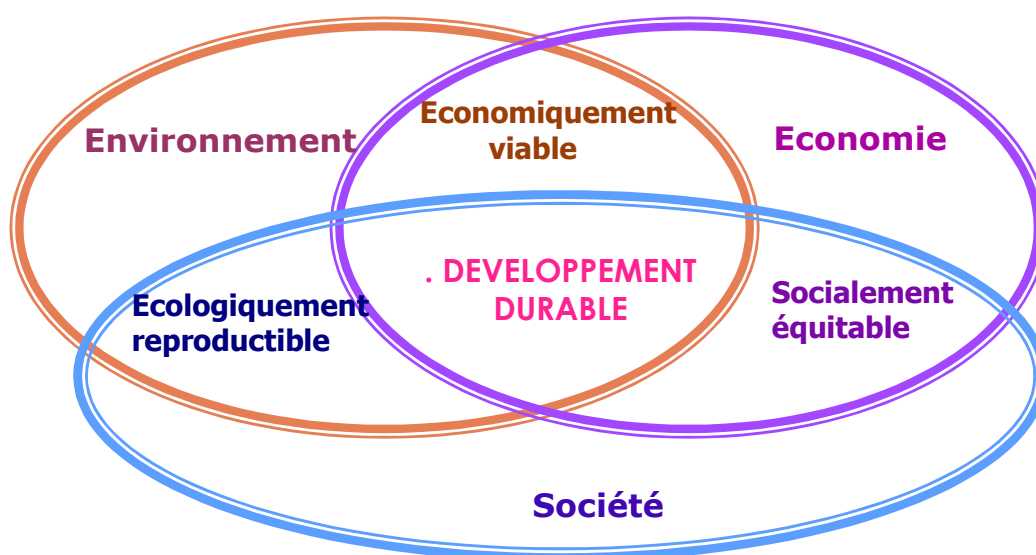 Environnement
Economiquement
viable
Economie
Ecologiquement
reproductible
. DEVELOPPEMENT
DURABLE
Socialement
équitable
Société